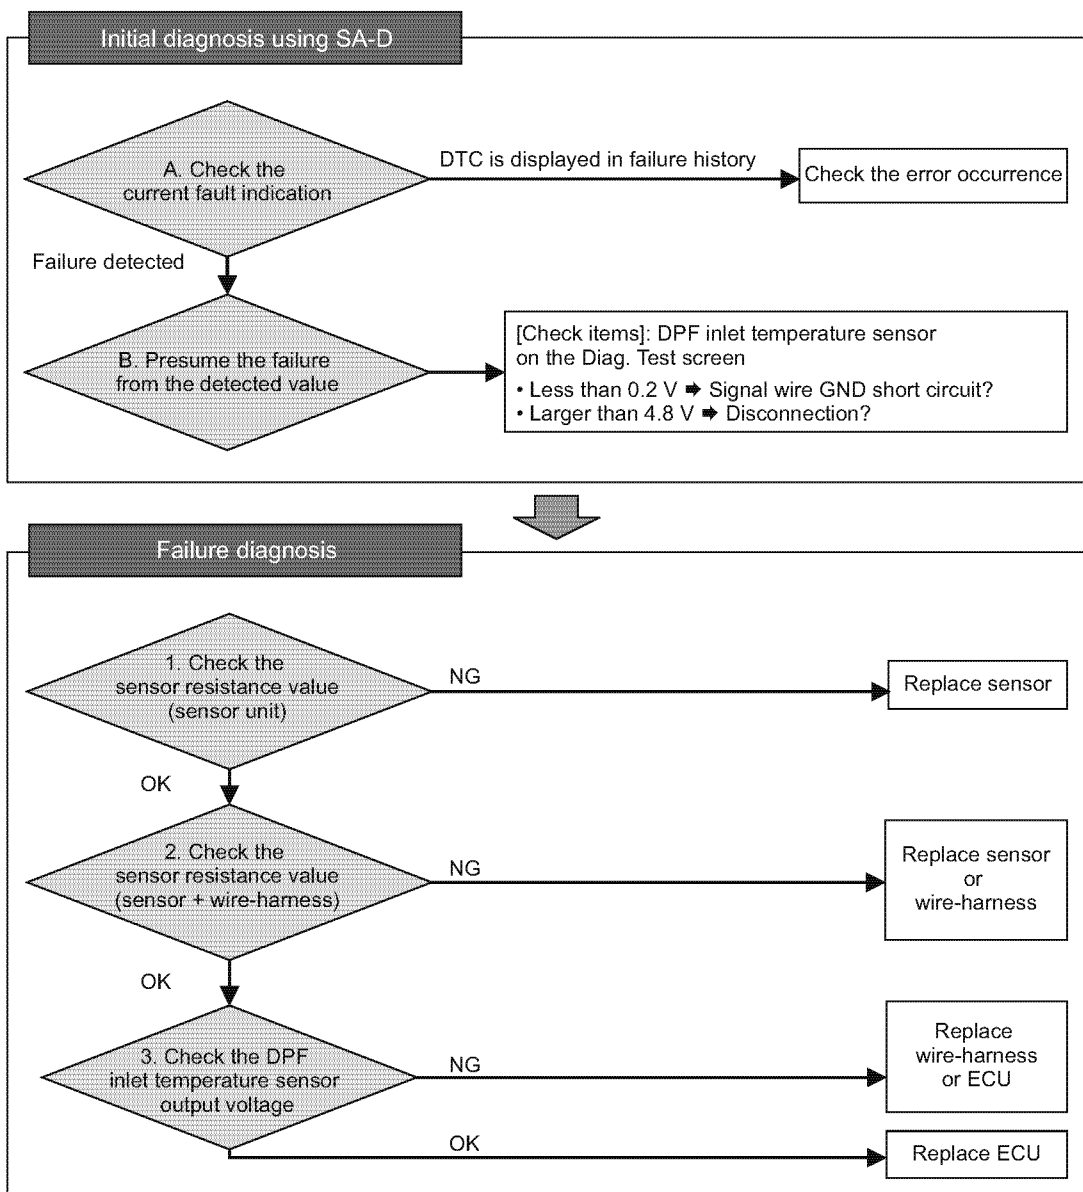 Initial diagnosis using SA-D
A. Check the
current fault indication
DTC is displayed in failure history
Check the error occurrence
Failure detected
B. Presume the failure
from the detected value
[Check items]: DPF inlet temperature sensor
on the Diag. Test screen
• Less than 0.2 V ➡ Signal wire GND short circuit?
• Larger than 4.8 V ➡ Disconnection?
Failure diagnosis
1. Check the
sensor resistance value
(sensor unit)
NG
Replace sensor
OK
2. Check the
sensor resistance value
(sensor + wire-harness)
NG
Replace sensor
or
wire-harness
OK
3. Check the DPF
inlet temperature sensor
output voltage
NG
Replace
wire-harness
or ECU
OK
Replace ECU